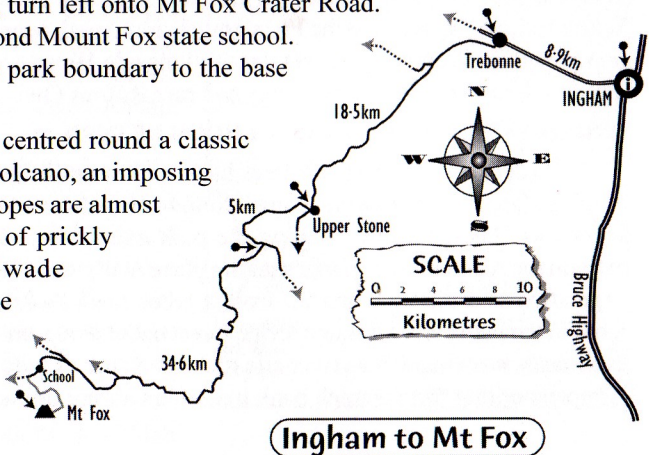 turn left onto Mt Fox Crater Road.
ond Mount Fox state school.
park boundary to the base
centred round a classic
olcano, an imposing
opes are almost
of prickly
wade
e
Trebonne
8·9km
i
INGHAM
18·5km
N
W
E
S
5km
Upper Stone
SCALE
0 2 4 6 8 10
Kilometres
Bruce Highway
34·6km
School
Mt Fox
Ingham to Mt Fox